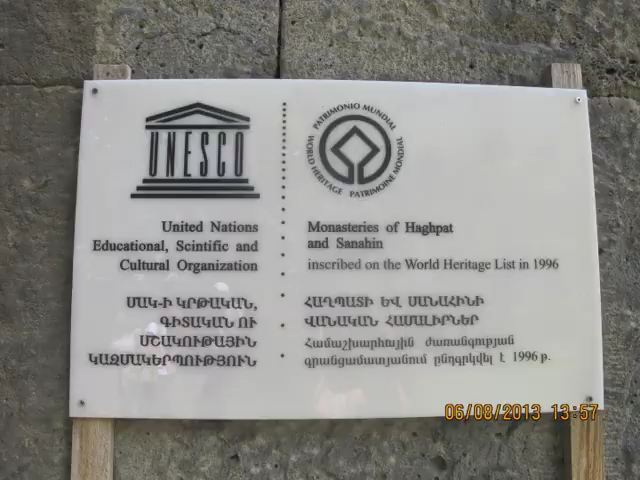 UNESCO
United Nations
Educational, Scientific and
Cultural Organization
ՄԱԿ-Ի ԿՐԹԱԿԱՆ,
ԳԻՏԱԿԱՆ ՈՒ
ՄՇԱԿՈՒԹԱՅԻՆ
ԿԱԶՄԱԿԵՐՊՈՒԹՅՈՒՆ
PATRIMONIO MUNDIAL
WORLD HERITAGE
PATRIMOINE MONDIAL
Monasteries of Haghpat
and Sanahin
inscribed on the World Heritage List in 1996
ՀԱՂՊԱՏԻ ԵՎ ՍԱՆԱՀԻՆԻ
ՎԱՆԱԿԱՆ ՀԱՄԱԼԻՐՆԵՐ
Համաշխարհային ժառանգության
գրանցամատյանում ընդգրկվել է 1996 թ.
06/08/2013 13:57